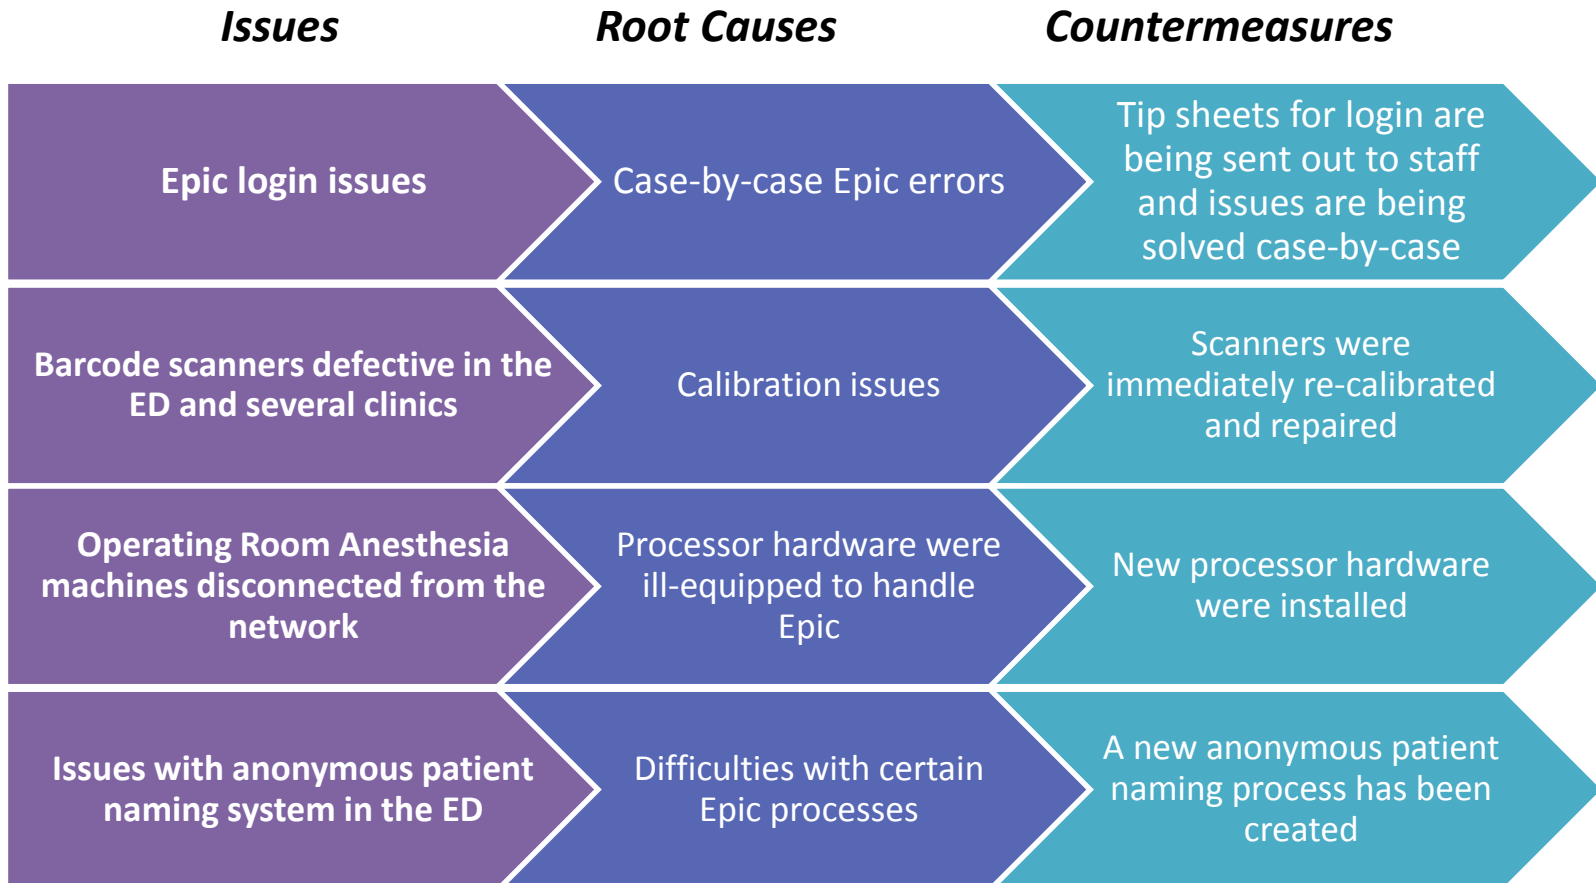 Issues
Root Causes
Countermeasures
Epic login issues
Case-by-case Epic errors
Tip sheets for login are
being sent out to staff
and issues are being
solved case-by-case
Barcode scanners defective in the
ED and several clinics
Calibration issues
Scanners were
immediately re-calibrated
and repaired
Operating Room Anesthesia
machines disconnected from the
network
Processor hardware were
ill-equipped to handle
Epic
New processor hardware
were installed
Issues with anonymous patient
naming system in the ED
Difficulties with certain
Epic processes
A new anonymous patient
naming process has been
created